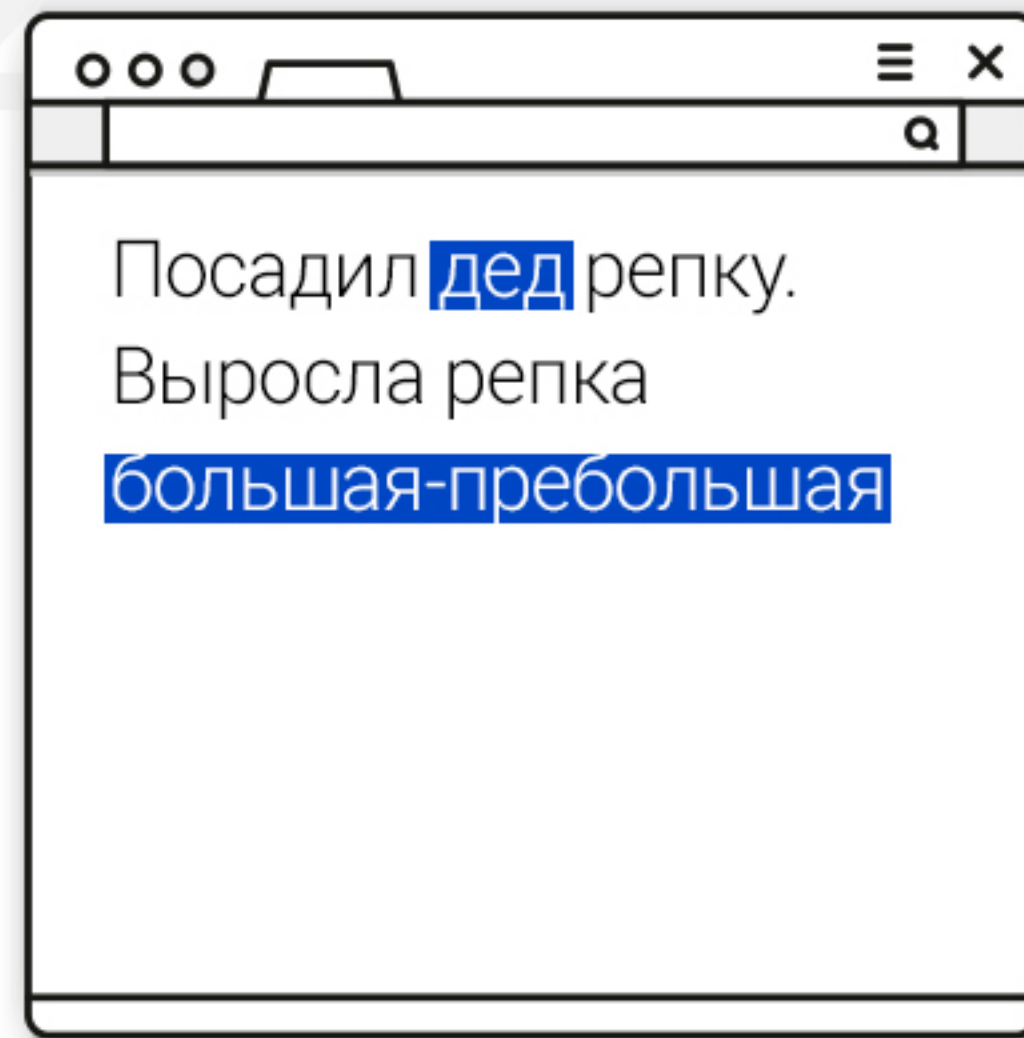 Посадил дед репку.
Выросла репка
большая-пребольшая